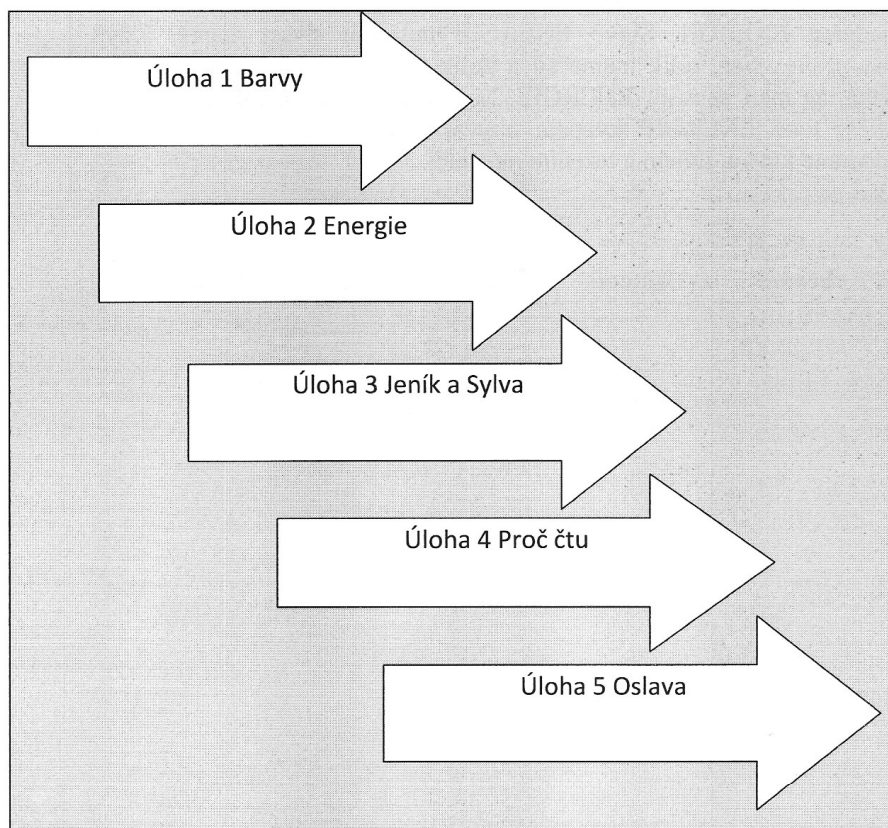 Úloha 1 Barvy
Úloha 2 Energie
Úloha 3 Jeník a Sylva
Úloha 4 Proč čtu
Úloha 5 Oslava